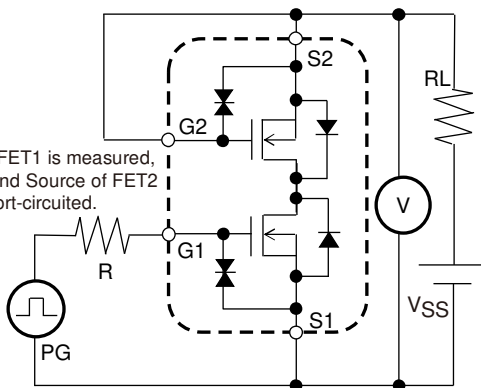 S2
RL
G2
FET1 is measured,
nd Source of FET2
ort-circuited.
V
G1
R
VSS
S1
PG